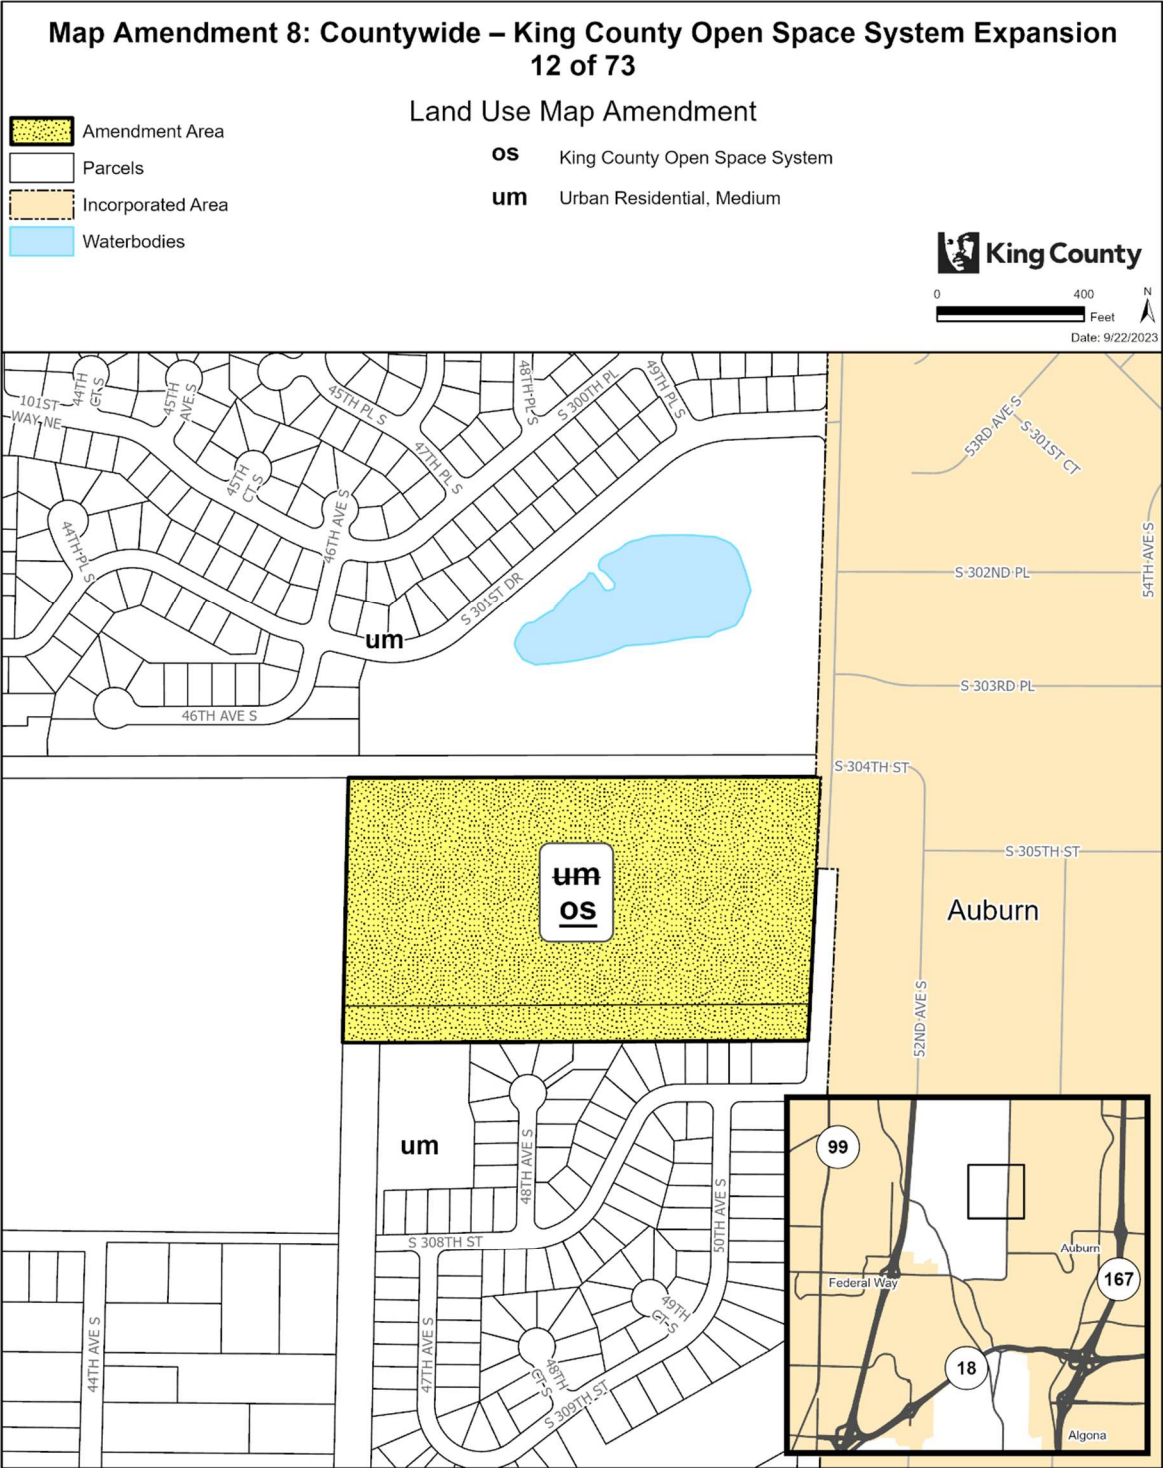 Map Amendment 8: Countywide – King County Open Space System Expansion
12 of 73
Land Use Map Amendment
Amendment Area
Parcels
Incorporated Area
Waterbodies
os King County Open Space System
um Urban Residential, Medium
King County
0 400
Feet
N
Date: 9/22/2023
101ST
WAY NE
44TH
CT S
45TH
AVE S
45TH PL S
48TH PL S
S 300TH PL
49TH PL S
47TH PL S
45TH
CT S
46TH AVE S
44TH PL S
S 301ST DR
um
46TH AVE S
53RD AVE S
S 301ST CT
54TH AVE S
S 302ND PL
S 303RD PL
S 304TH ST
S 305TH ST
um
os
Auburn
52ND AVE S
um
48TH AVE S
50TH AVE S
S 308TH ST
49TH
CT S
44TH AVE S
47TH AVE S
48TH
CT S
S 309TH ST
99
Auburn
Federal Way
167
18
Algona